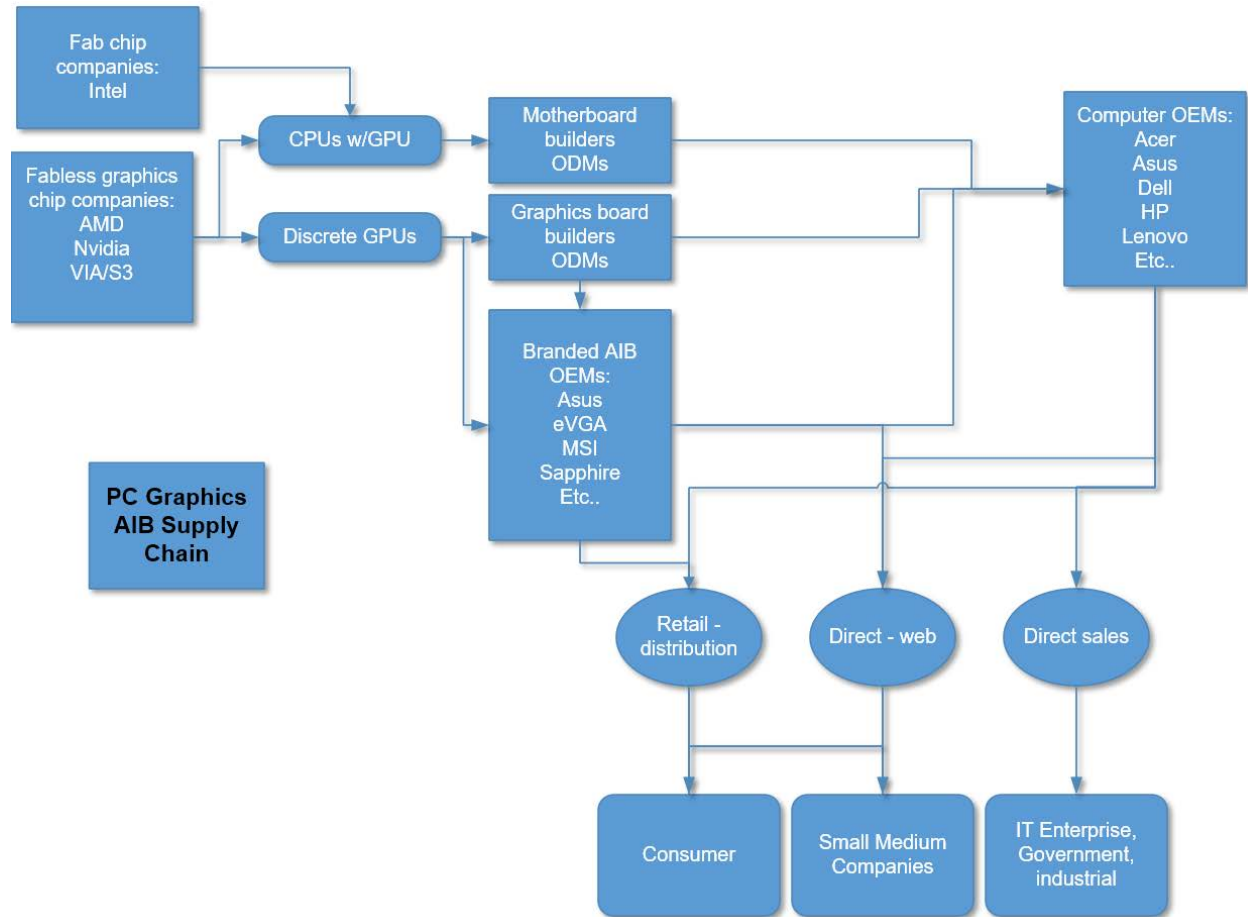 Fab chip
companies:
Intel
Fabless graphics
chip companies:
AMD
Nvidia
VIA/S3
CPUs w/GPU
Discrete GPUs
Motherboard
builders
ODMs
Graphics board
builders
ODMs
Branded AIB
OEMs:
Asus
eVGA
MSI
Sapphire
Etc..
Computer OEMs:
Acer
Asus
Dell
HP
Lenovo
Etc..
PC Graphics
AIB Supply
Chain
Retail -
distribution
Direct - web
Direct sales
Consumer
Small Medium
Companies
IT Enterprise,
Government,
industrial